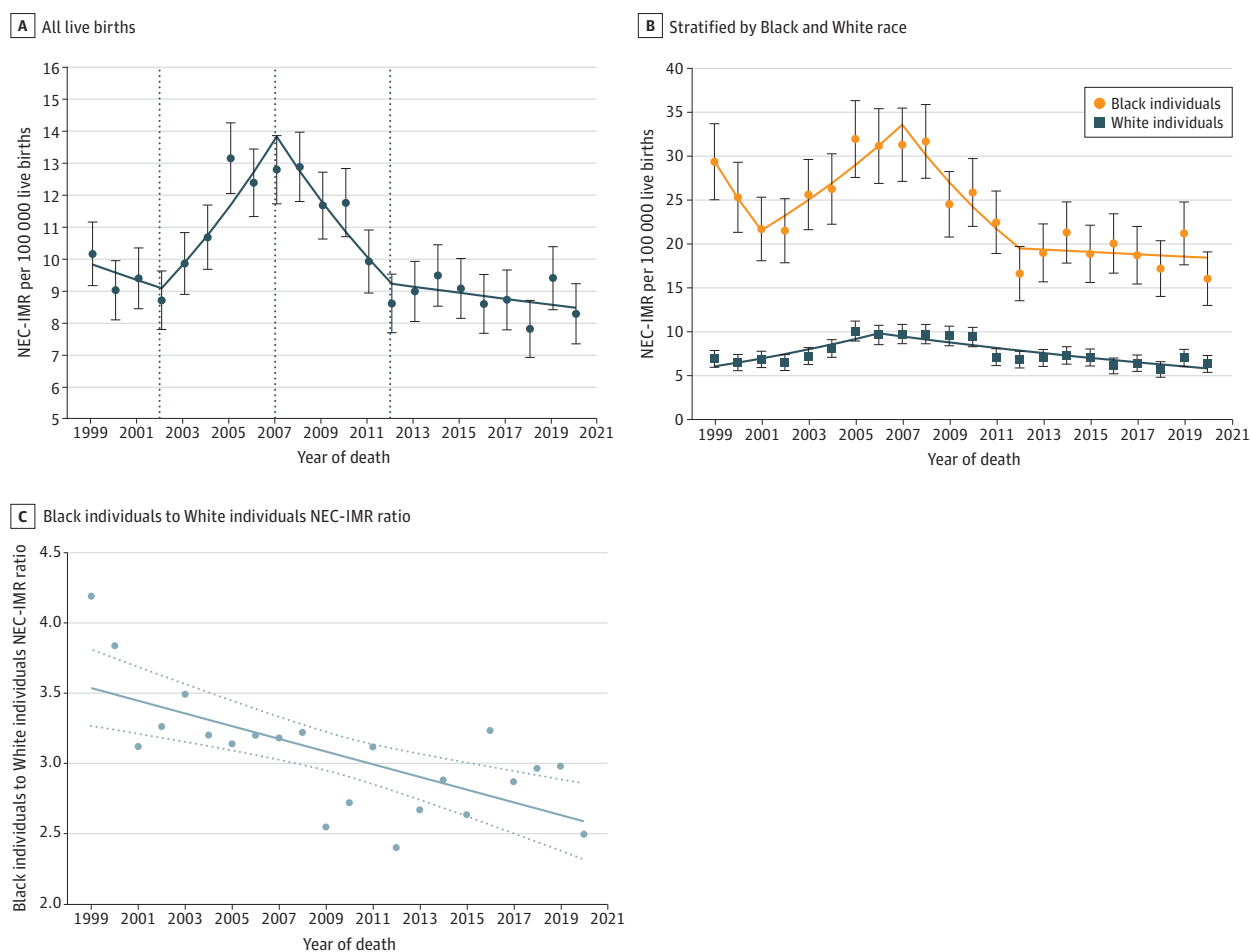 A All live births
NEC-IMR per 100 000 live births
16
15
14
13
12
11
10
9
8
7
6
5
1999 2001 2003 2005 2007 2009 2011 2013 2015 2017 2019 2021
Year of death
B Stratified by Black and White race
NEC-IMR per 100 000 live births
40
35
30
25
20
15
10
5
0
Black individuals
White individuals
1999 2001 2003 2005 2007 2009 2011 2013 2015 2017 2019 2021
Year of death
C Black individuals to White individuals NEC-IMR ratio
Black individuals to White individuals NEC-IMR ratio
4.5
4.0
3.5
3.0
2.5
2.0
1999 2001 2003 2005 2007 2009 2011 2013 2015 2017 2019 2021
Year of death